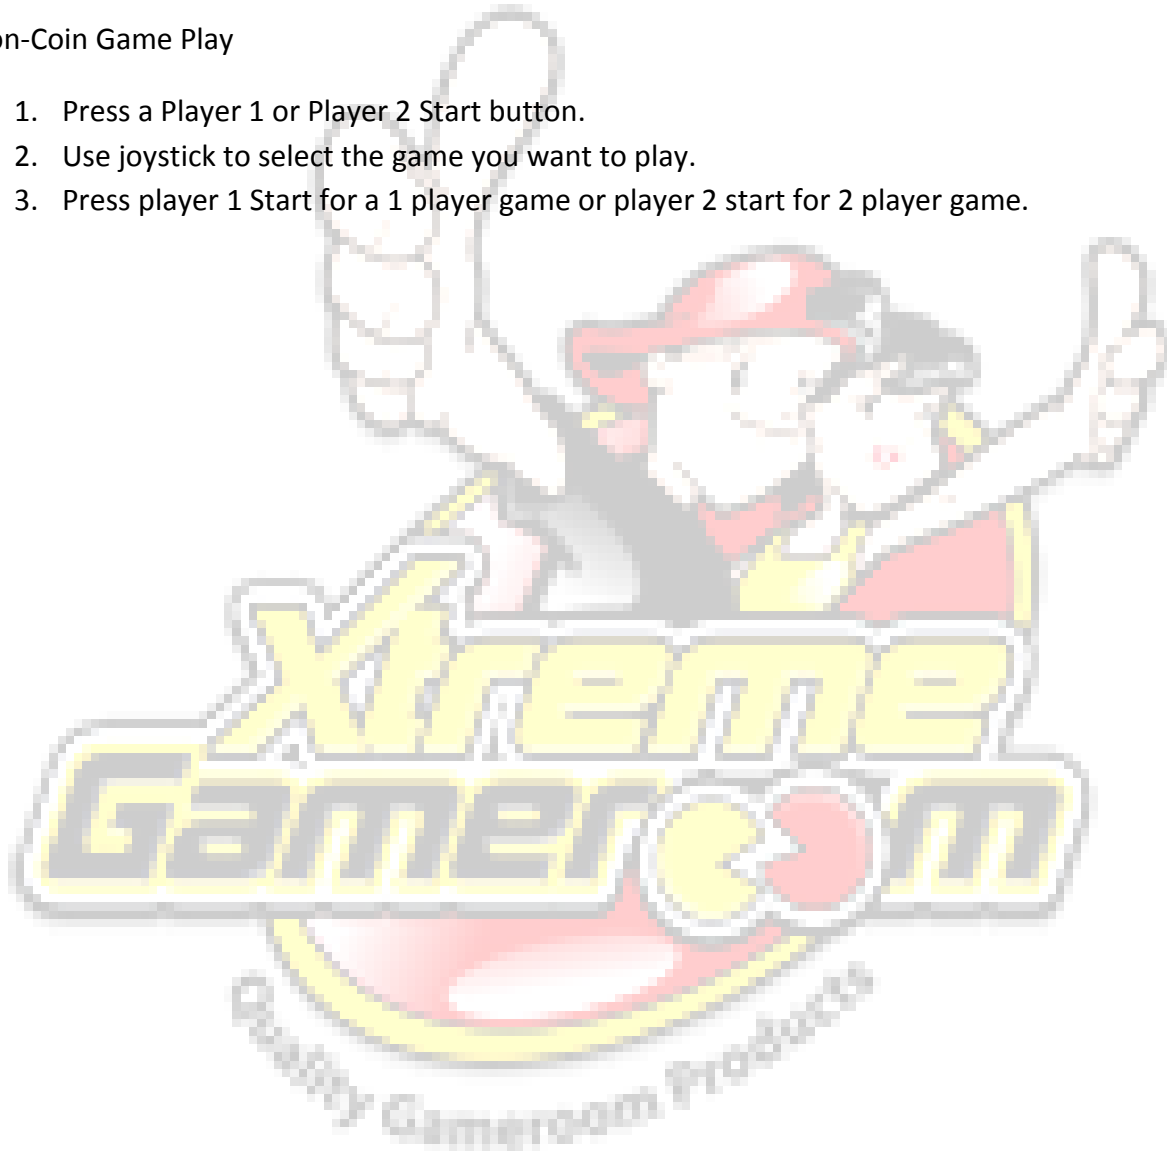 on-Coin Game Play
1. Press a Player 1 or Player 2 Start button.
2. Use joystick to select the game you want to play.
3. Press player 1 Start for a 1 player game or player 2 start for 2 player game.
Xtreme
Gameroom
Quality Gameroom Products